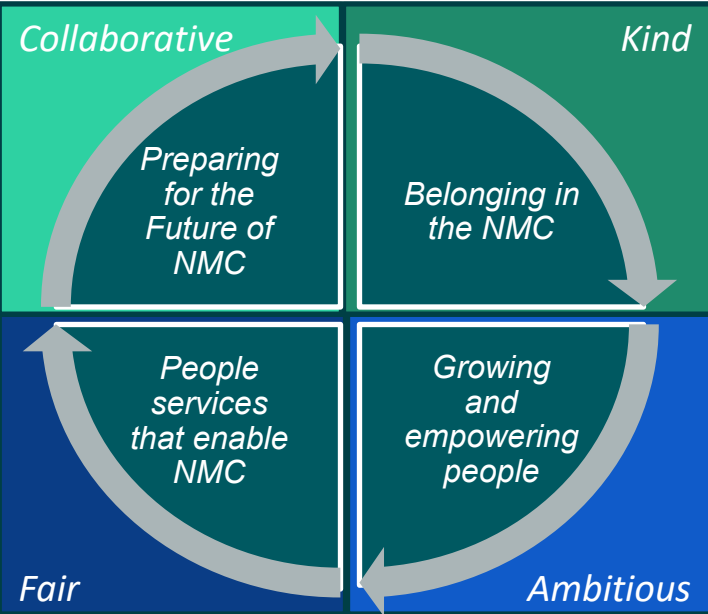 Collaborative
Kind
Preparing
for the
Future of
NMC
Belonging in
the NMC
People
services
that enable
NMC
Growing
and
empowering
people
Fair
Ambitious